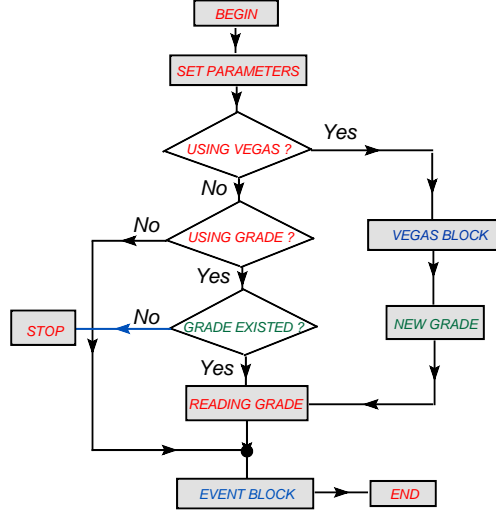 BEGIN
SET PARAMETERS
USING VEGAS ?
Yes
No
USING GRADE ?
No
VEGAS BLOCK
Yes
GRADE EXISTED ?
No
STOP
NEW GRADE
Yes
READING GRADE
EVENT BLOCK
END